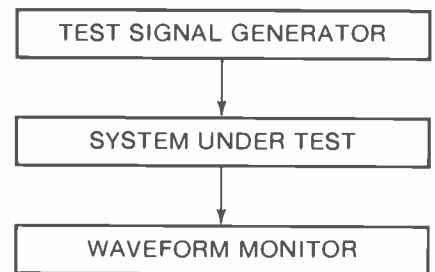 TEST SIGNAL GENERATOR
SYSTEM UNDER TEST
WAVEFORM MONITOR